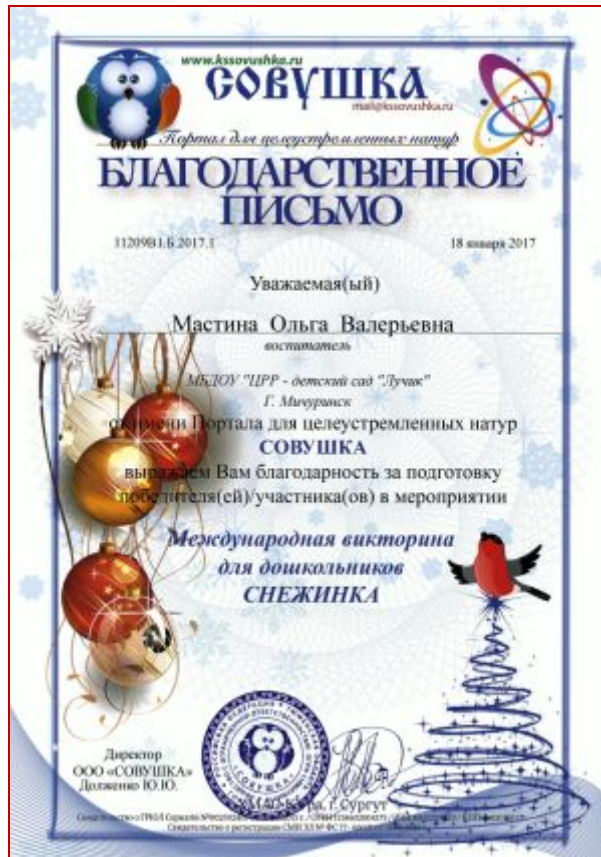 www.kssovushka.ru
СОВУШКА
mail@kssovushka.ru
Портал для целеустремленных натур
БЛАГОДАРСТВЕННОЕ
ПИСЬМО
11209В1.Б.2017.1 18 января 2017
Уважаемая(ый)
Мастина Ольга Валерьевна
воспитатель
МБДОУ "ЦРР - детский сад "Лучик"
Г. Мичуринск
от имени Портала для целеустремленных натур
СОВУШКА
выражаем Вам благодарность за подготовку
победителя(ей)/участника(ов) в мероприятии
Международная викторина
для дошкольников
СНЕЖИНКА
Директор
ООО «СОВУШКА»
Долженко Ю.Ю.
ХМАО-Югра, г. Сургут